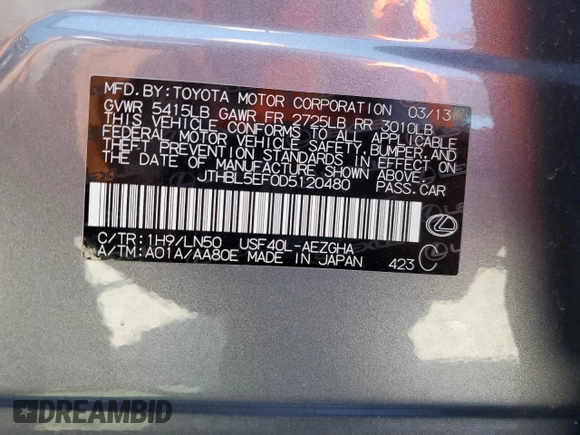 MFD. BY: TOYOTA MOTOR CORPORATION 03/13
GVWR 5415LB GAWR FR 2725LB RR 3010LB
THIS VEHICLE CONFORMS TO ALL APPLICABLE
FEDERAL MOTOR VEHICLE SAFETY, BUMPER, AND
THEFT PREVENTION STANDARDS IN EFFECT ON
THE DATE OF MANUFACTURE SHOWN ABOVE.
JTHBL5EF0D5120480 PASS. CAR
C/TR: 1H9/LN50 USF40L-AEZGHA
A/TM: A01A/AA80E MADE IN JAPAN 423 C
DREAMBID